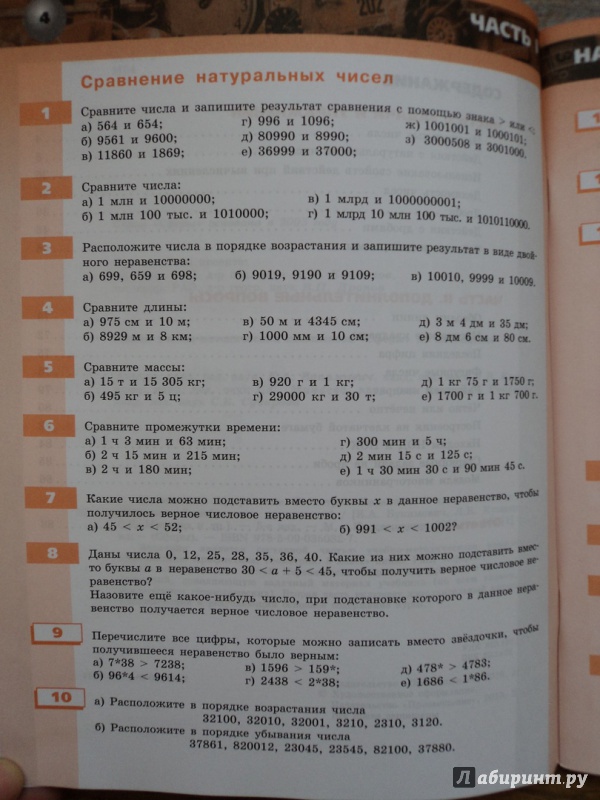 4
ЧАСТЬ
Сравнение натуральных чисел
1
Сравните числа и запишите результат сравнения с помощью знака > или <:
а) 564 и 654; г) 996 и 1096; ж) 1001001 и 1000101;
б) 9561 и 9600; д) 80990 и 8990; з) 3000508 и 3001000.
в) 11860 и 1869; е) 36999 и 37000;
2
Сравните числа:
а) 1 млн и 10000000; в) 1 млрд и 1000000001;
б) 1 млн 100 тыс. и 1010000; г) 1 млрд 10 млн 100 тыс. и 1010110000.
3
Расположите числа в порядке возрастания и запишите результат в виде двой-
ного неравенства:
а) 699, 659 и 698; б) 9019, 9190 и 9109; в) 10010, 9999 и 10009.
4
Сравните длины:
а) 975 см и 10 м; в) 50 м и 4345 см; д) 3 м 4 дм и 35 дм;
б) 8929 м и 8 км; г) 1000 мм и 10 см; е) 8 дм 6 см и 80 см.
5
Сравните массы:
а) 15 т и 15 305 кг; в) 920 г и 1 кг; д) 1 кг 75 г и 1750 г;
б) 495 кг и 5 ц; г) 29000 кг и 30 т; е) 1700 г и 1 кг 700 г.
6
Сравните промежутки времени:
а) 1 ч 3 мин и 63 мин; г) 300 мин и 5 ч;
б) 2 ч 15 мин и 215 мин; д) 2 мин 15 с и 125 с;
в) 2 ч и 180 мин; е) 1 ч 30 мин 30 с и 90 мин 45 с.
7
Какие числа можно подставить вместо буквы x в данное неравенство, чтобы
получилось верное числовое неравенство:
а) 45 < x < 52; б) 991 < x < 1002?
8
Даны числа 0, 12, 25, 28, 35, 36, 40. Какие из них можно подставить вмес-
то буквы a в неравенство 30 < a + 5 < 45, чтобы получить верное числовое не-
равенство?
Назовите ещё какое-нибудь число, при подстановке которого в данное нера-
венство получается верное числовое неравенство.
9
Перечислите все цифры, которые можно записать вместо звёздочки, чтобы
получившееся неравенство было верным:
а) 7*38 > 7238; в) 1596 > 159*; д) 478* > 4783;
б) 96*4 < 9614; г) 2438 < 2*38; е) 1686 < 1*86.
10
а) Расположите в порядке возрастания числа
32100, 32010, 32001, 3210, 2310, 3120.
б) Расположите в порядке убывания числа
37861, 820012, 23045, 23545, 82100, 37880.
Лабиринт.ру